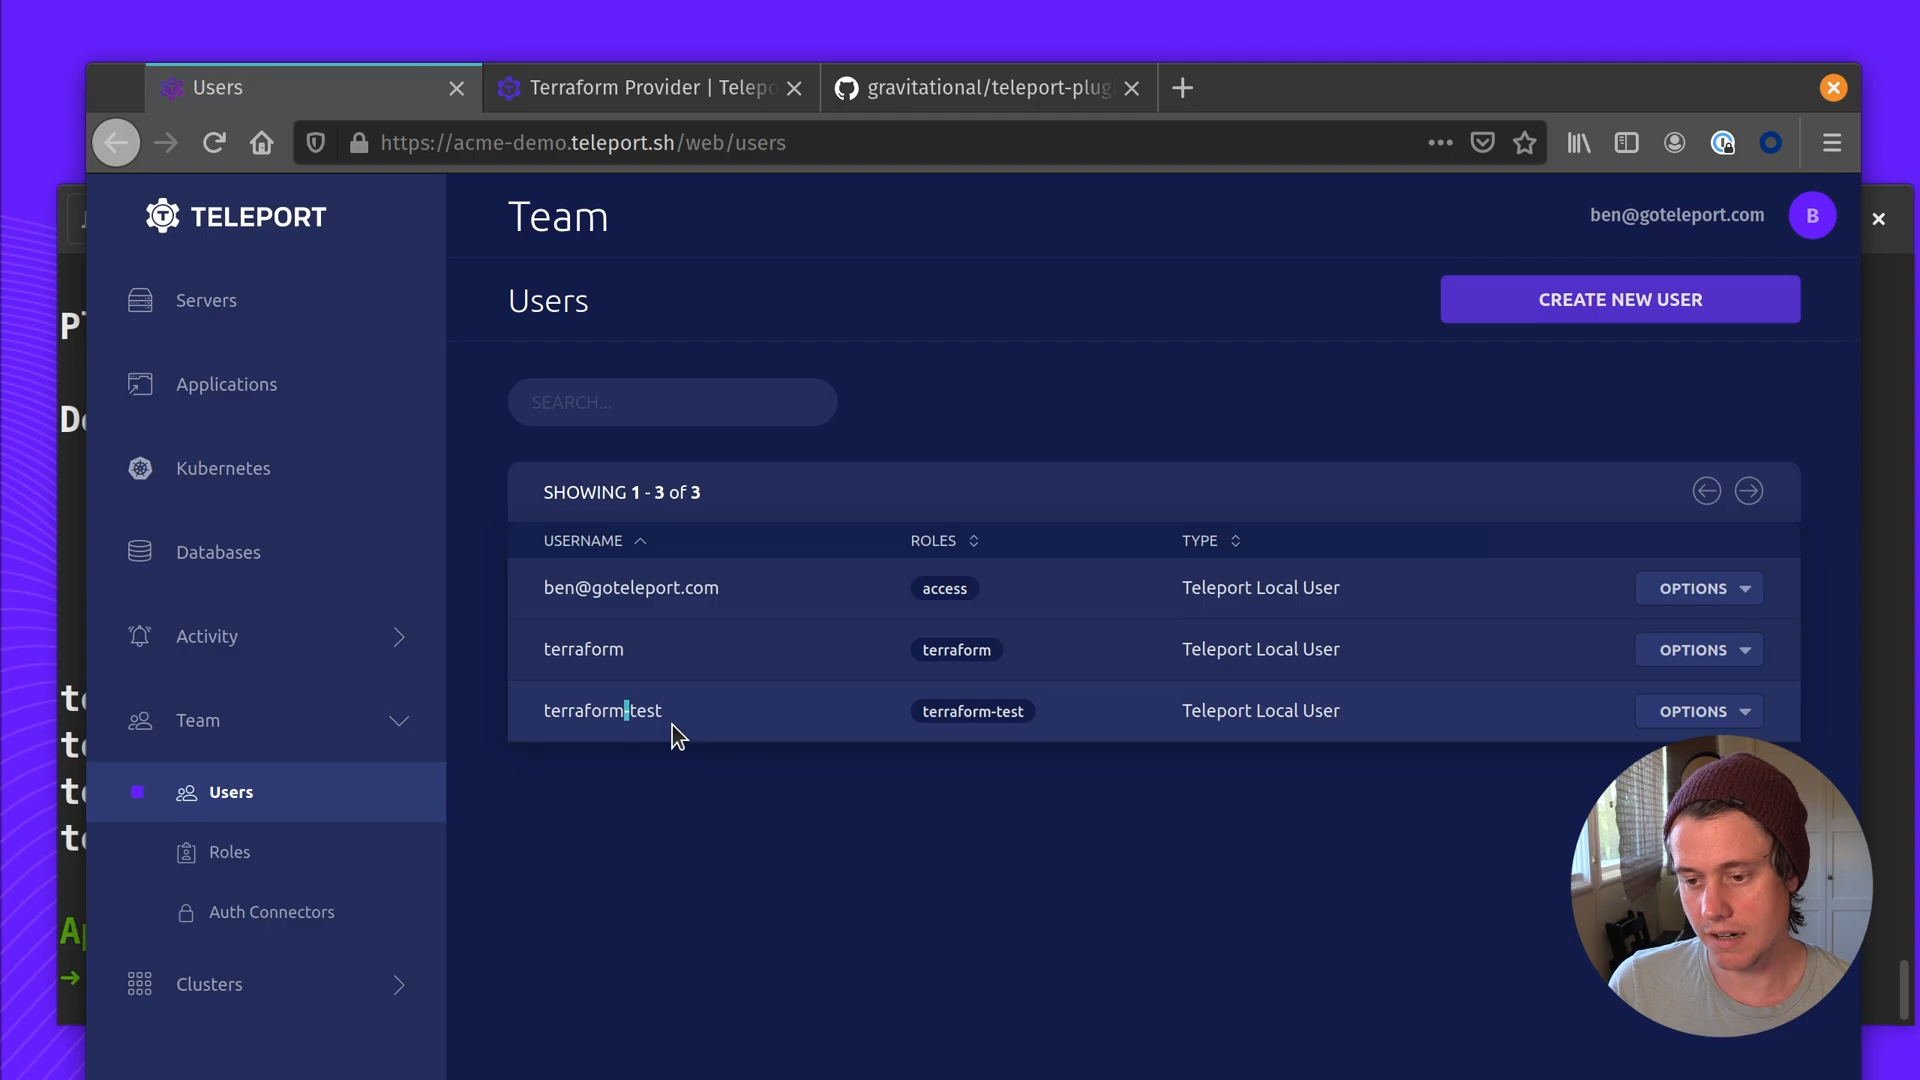 Users
Terraform Provider | Telepo
gravitational/teleport-plug
https://acme-demo.teleport.sh/web/users
TELEPORT
Team
ben@goteleport.com
B
Servers
Users
CREATE NEW USER
Applications
SEARCH...
Kubernetes
SHOWING 1 - 3 of 3
USERNAME
ROLES
TYPE
Databases
ben@goteleport.com
access
Teleport Local User
OPTIONS
Activity
terraform
terraform
Teleport Local User
OPTIONS
Team
terraform-test
terraform-test
Teleport Local User
OPTIONS
Users
Roles
Auth Connectors
Clusters